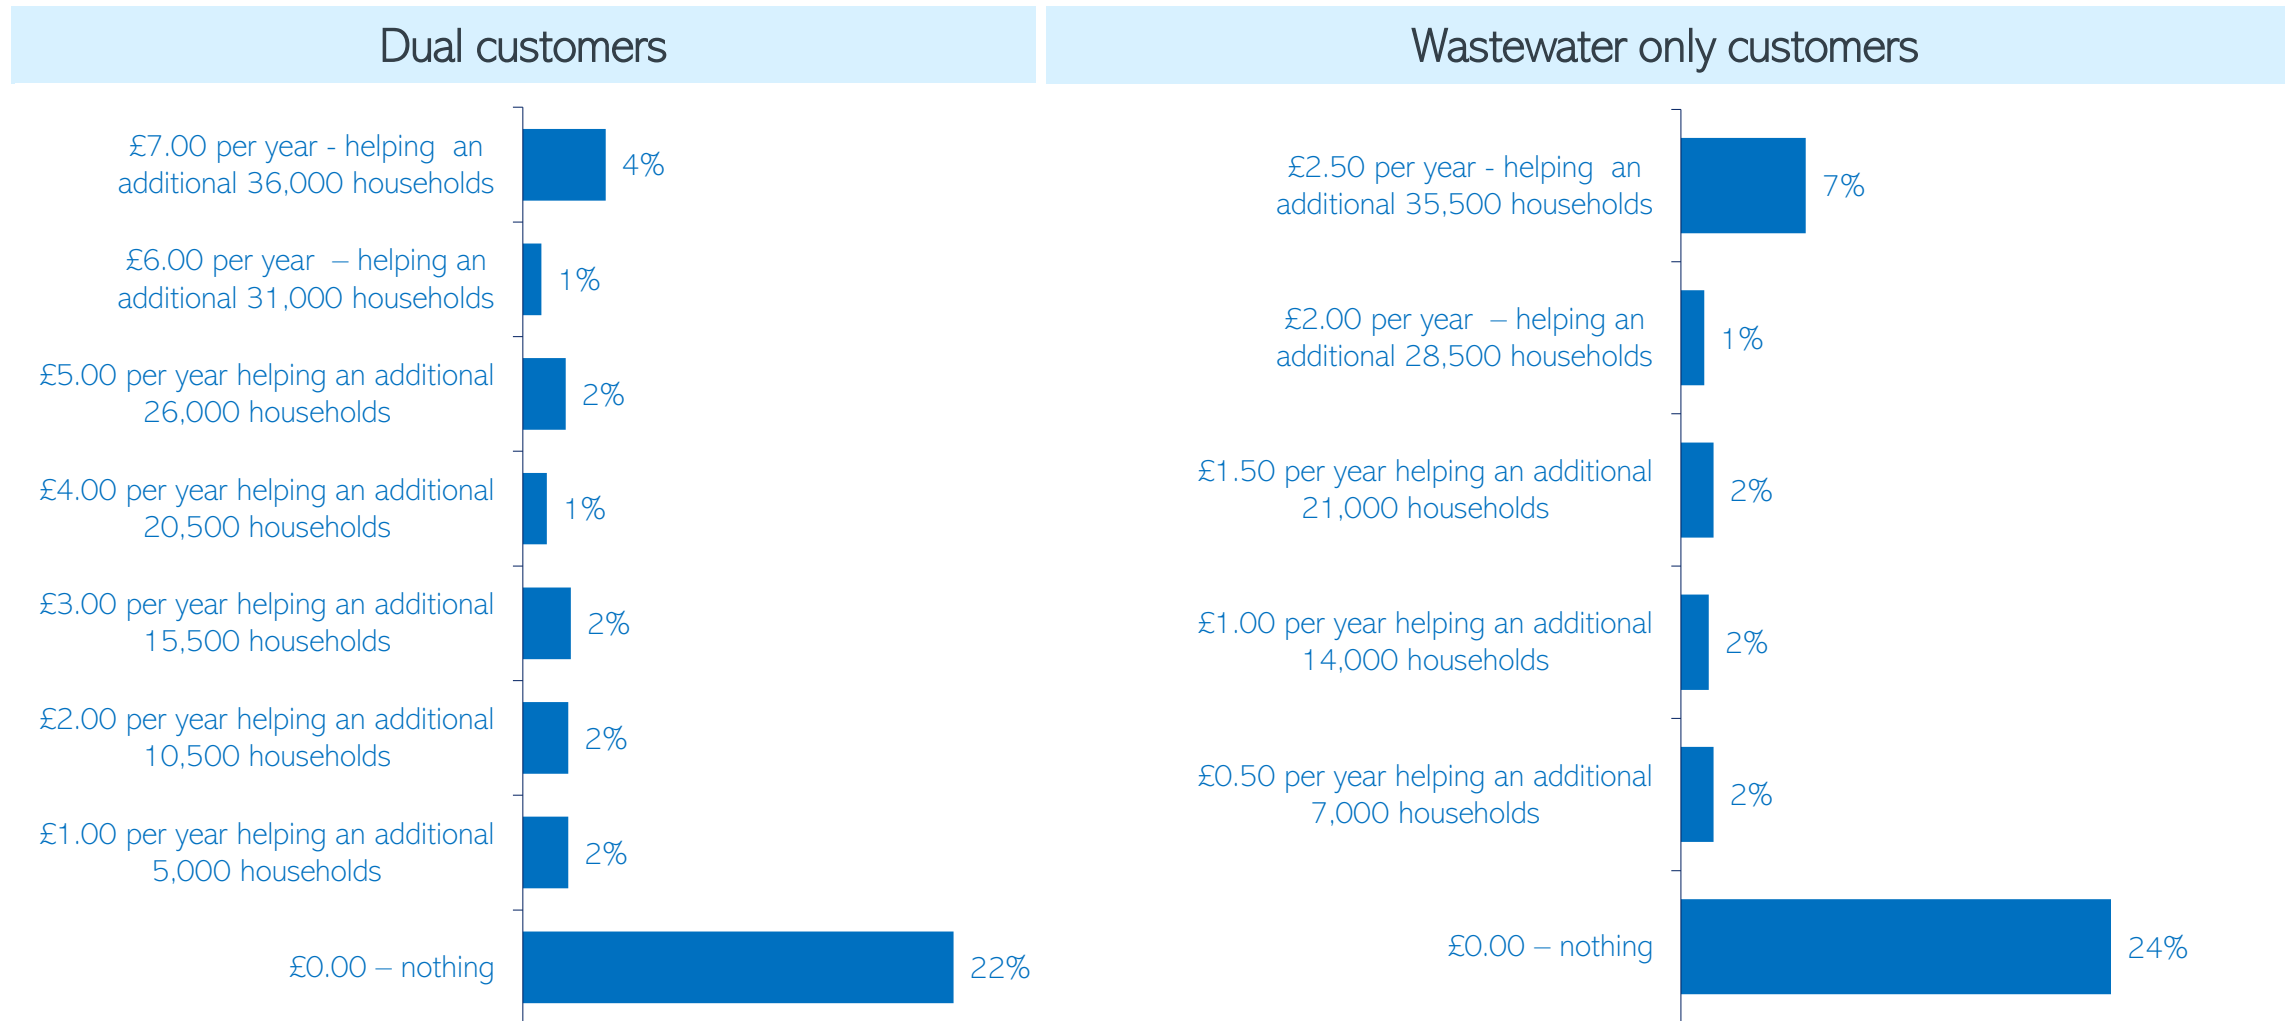 Dual customers
£7.00 per year - helping  an
additional 36,000 households
4%
£6.00 per year  – helping an
additional 31,000 households
1%
£5.00 per year helping an additional
26,000 households
2%
£4.00 per year helping an additional
20,500 households
1%
£3.00 per year helping an additional
15,500 households
2%
£2.00 per year helping an additional
10,500 households
2%
£1.00 per year helping an additional
5,000 households
2%
£0.00 – nothing
22%
Wastewater only customers
£2.50 per year - helping  an
additional 35,500 households
7%
£2.00 per year  – helping an
additional 28,500 households
1%
£1.50 per year helping an additional
21,000 households
2%
£1.00 per year helping an additional
14,000 households
2%
£0.50 per year helping an additional
7,000 households
2%
£0.00 – nothing
24%